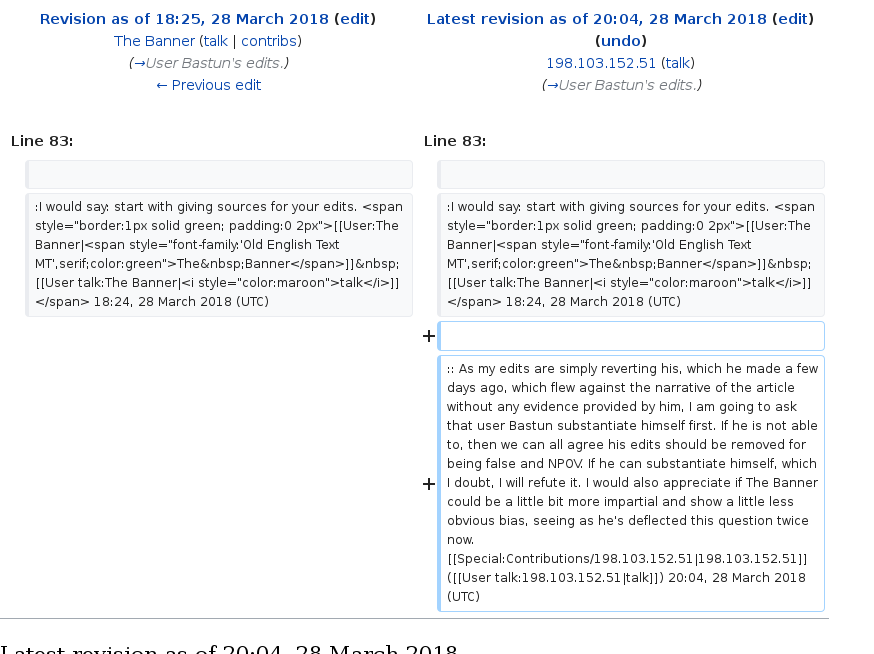 Revision as of 18:25, 28 March 2018 (edit)
The Banner (talk | contribs)
(→User Bastun's edits.)
← Previous edit
Latest revision as of 20:04, 28 March 2018 (edit)
(undo)
198.103.152.51 (talk)
(→User Bastun's edits.)
Line 83:
Line 83:
:I would say: start with giving sources for your edits. <span
style="border:1px solid green; padding:0 2px">[[User:The
Banner|<span style="font-family:'Old English Text
MT',serif;color:green">The&nbsp;Banner</span>]]&nbsp;
[[User talk:The Banner|<i style="color:maroon">talk</i>]]
</span> 18:24, 28 March 2018 (UTC)
:I would say: start with giving sources for your edits. <span
style="border:1px solid green; padding:0 2px">[[User:The
Banner|<span style="font-family:'Old English Text
MT',serif;color:green">The&nbsp;Banner</span>]]&nbsp;
[[User talk:The Banner|<i style="color:maroon">talk</i>]]
</span> 18:24, 28 March 2018 (UTC)
+
+
:: As my edits are simply reverting his, which he made a few
days ago, which flew against the narrative of the article
without any evidence provided by him, I am going to ask
that user Bastun substantiate himself first. If he is not able
to, then we can all agree his edits should be removed for
being false and NPOV. If he can substantiate himself, which
I doubt, I will refute it. I would also appreciate if The Banner
could be a little bit more impartial and show a little less
obvious bias, seeing as he's deflected this question twice
now.
[[Special:Contributions/198.103.152.51|198.103.152.51]]
([[User talk:198.103.152.51|talk]]) 20:04, 28 March 2018
(UTC)
Latest revision as of 20:04, 28 March 2018